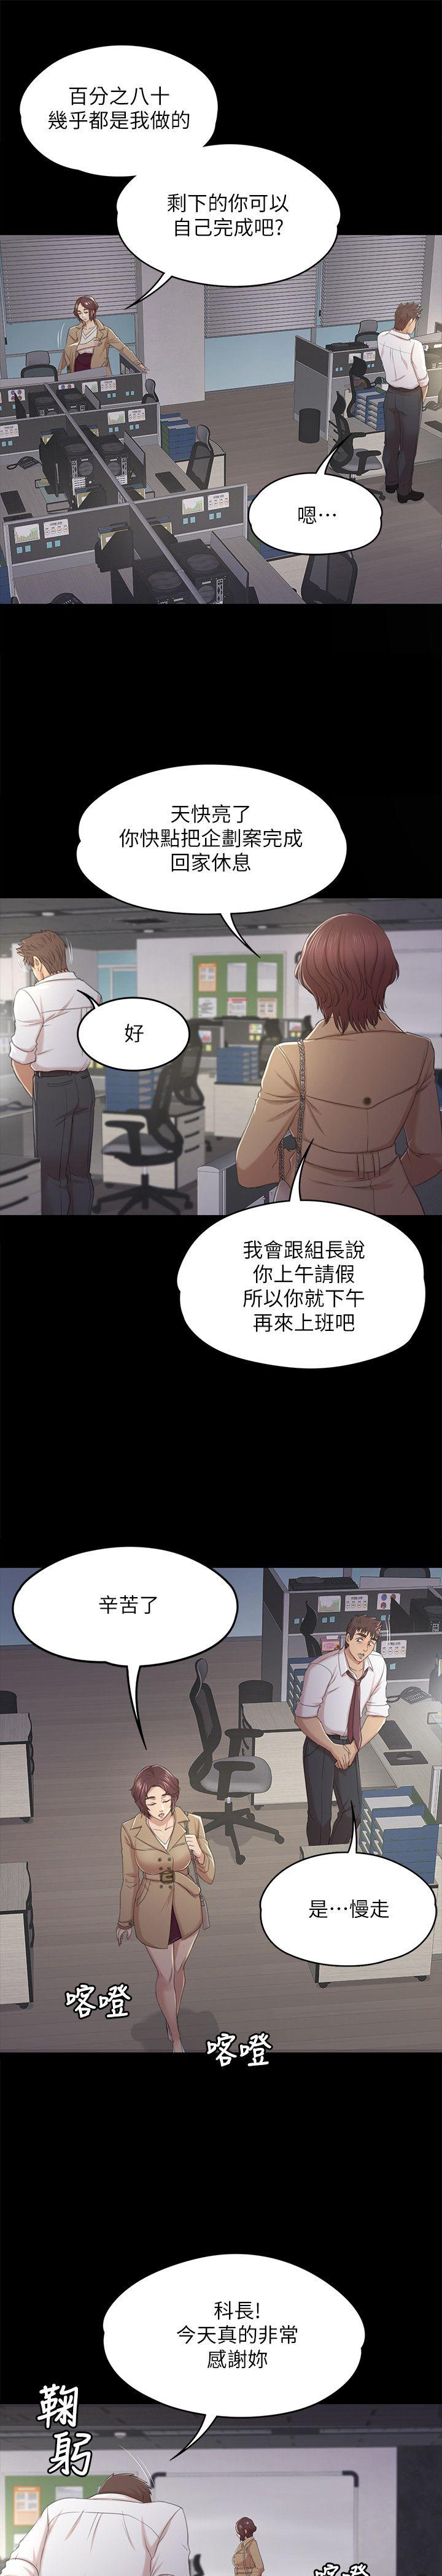 百分之八十
幾乎都是我做的
剩下的你可以
自己完成吧?
嗯⋯
天快亮了
你快點把企劃案完成
回家休息
好
我會跟組長說
你上午請假
所以你就下午
再來上班吧
辛苦了
是⋯慢走
喀噔
喀噔
科長!
今天真的非常
感謝妳
鞠
躬